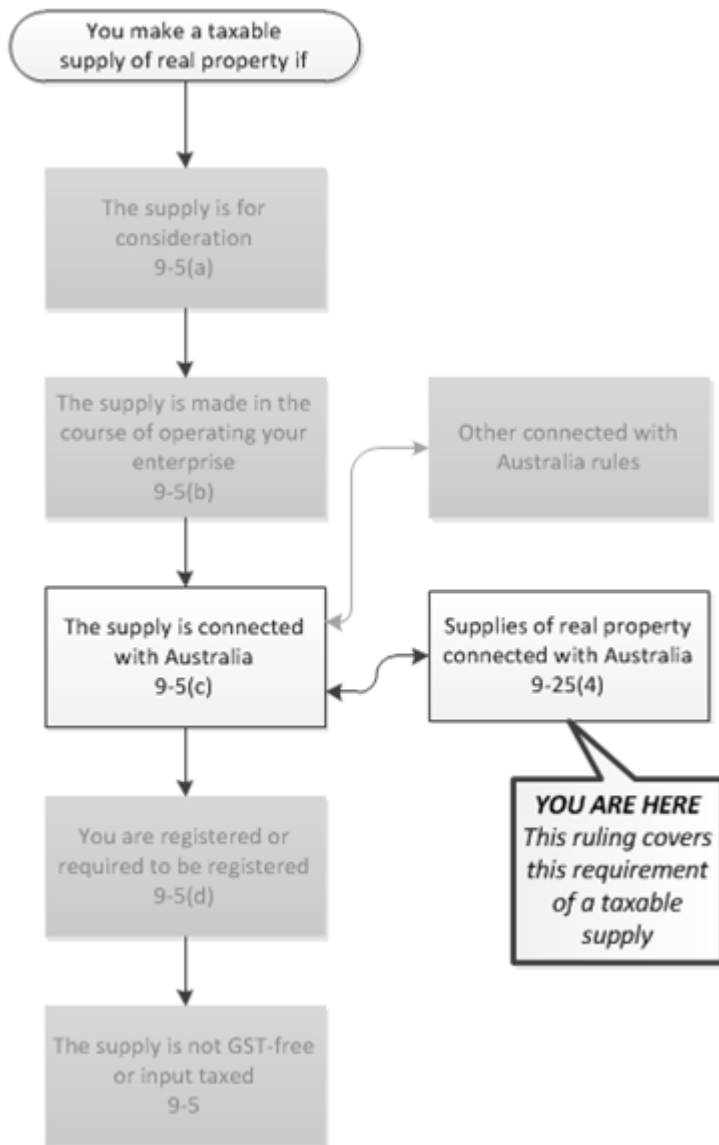 You make a taxable
supply of real property if
The supply is for
consideration
9-5(a)
The supply is made in the
course of operating your
enterprise
9-5(b)
Other connected with
Australia rules
The supply is connected
with Australia
9-5(c)
Supplies of real property
connected with Australia
9-25(4)
YOU ARE HERE
This ruling covers
this requirement
of a taxable
supply
You are registered or
required to be registered
9-5(d)
The supply is not GST-free
or input taxed
9-5